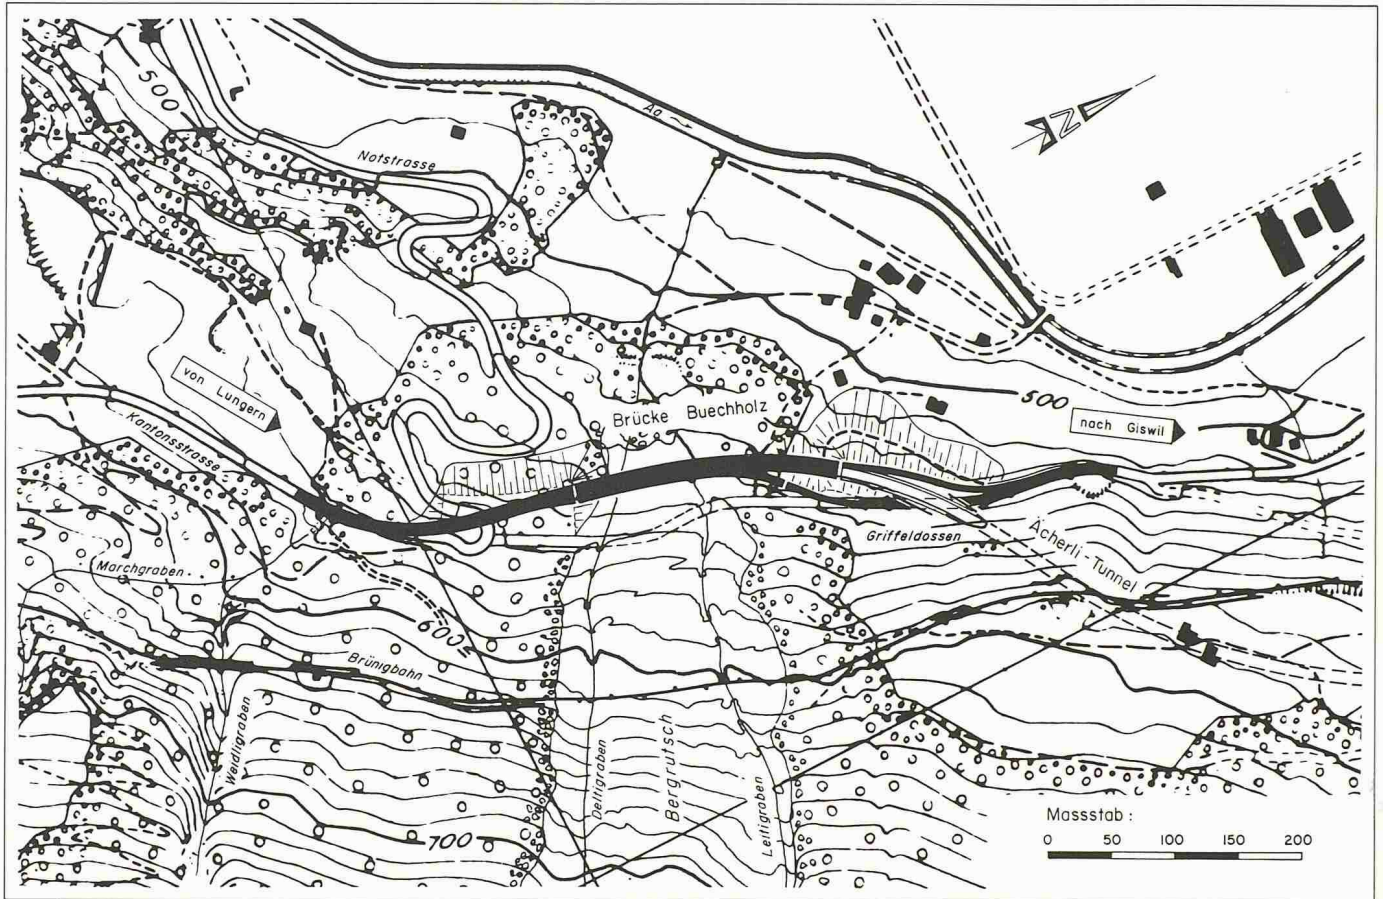 500
Aa
N
Notstrasse
von Lungern
Brücke Buechholz
500
nach Giswil
Kantonsstrasse
Griffeldossen
Ächerli-Tunnel
Marchgraben
600
Brünigbahn
Weidligraben
Deltigraben
Bergrutsch
Leitigraben
700
Massstab :
0 50 100 150 200